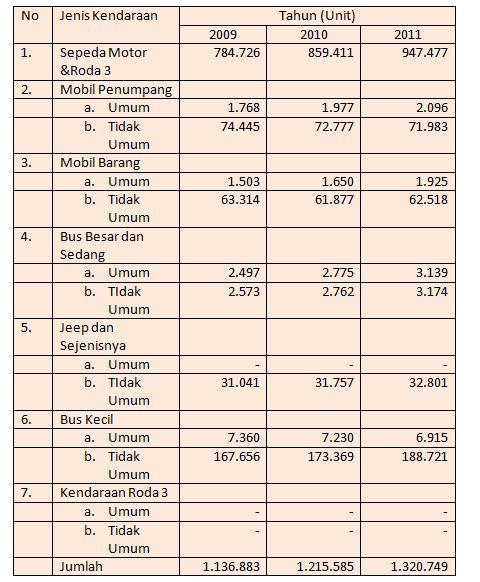 No Jenis Kendaraan Tahun (Unit)
2009 2010 2011
1. Sepeda Motor 784.726 859.411 947.477
&Roda 3
2. Mobil Penumpang
a. Umum 1.768 1.977 2.096
b. Tidak 74.445 72.777 71.983
Umum
3. Mobil Barang
a. Umum 1.503 1.650 1.925
b. Tidak 63.314 61.877 62.518
Umum
4. Bus Besar dan
Sedang
a. Umum 2.497 2.775 3.139
b. TIdak 2.573 2.762 3.174
Umum
5. Jeep dan
Sejenisnya
a. Umum - - -
b. TIdak 31.041 31.757 32.801
Umum
6. Bus Kecil
a. Umum 7.360 7.230 6.915
b. Tidak 167.656 173.369 188.721
Umum
7. Kendaraan Roda 3
a. Umum - - -
b. Tidak - - -
Umum
Jumlah 1.136.883 1.215.585 1.320.749